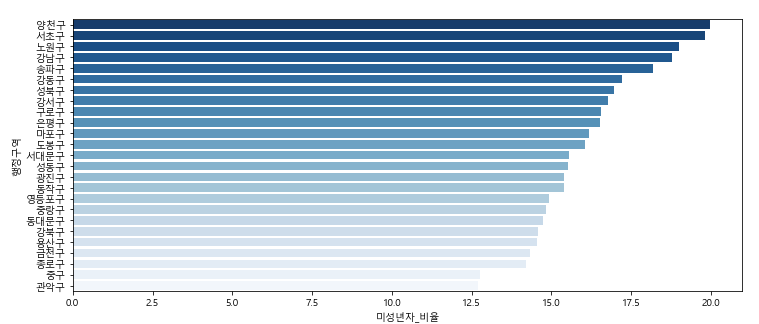 양천구
서초구
노원구
강남구
송파구
강동구
성북구
강서구
구로구
은평구
마포구
도봉구
서대문구
성동구
광진구
동작구
영등포구
중랑구
동대문구
강북구
용산구
금천구
종로구
중구
관악구
행정구역
0.0 2.5 5.0 7.5 10.0 12.5 15.0 17.5 20.0
미성년자_비율